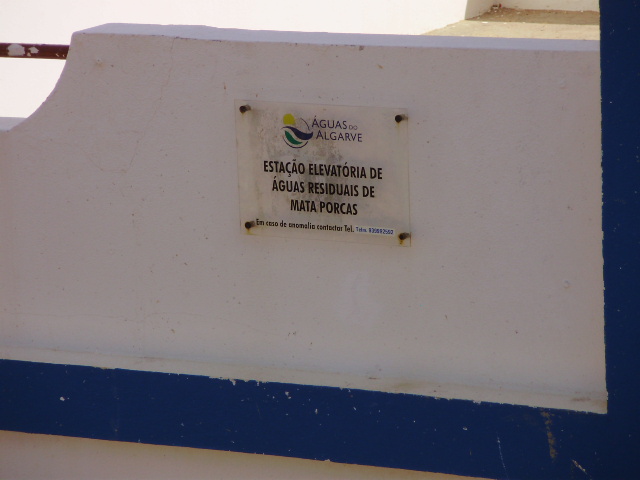 ÁGUAS DO
ALGARVE
ESTAÇÃO ELEVATÓRIA DE
ÁGUAS RESIDUAIS DE
MATA PORCAS
Em caso de anomalia contactar Tel.